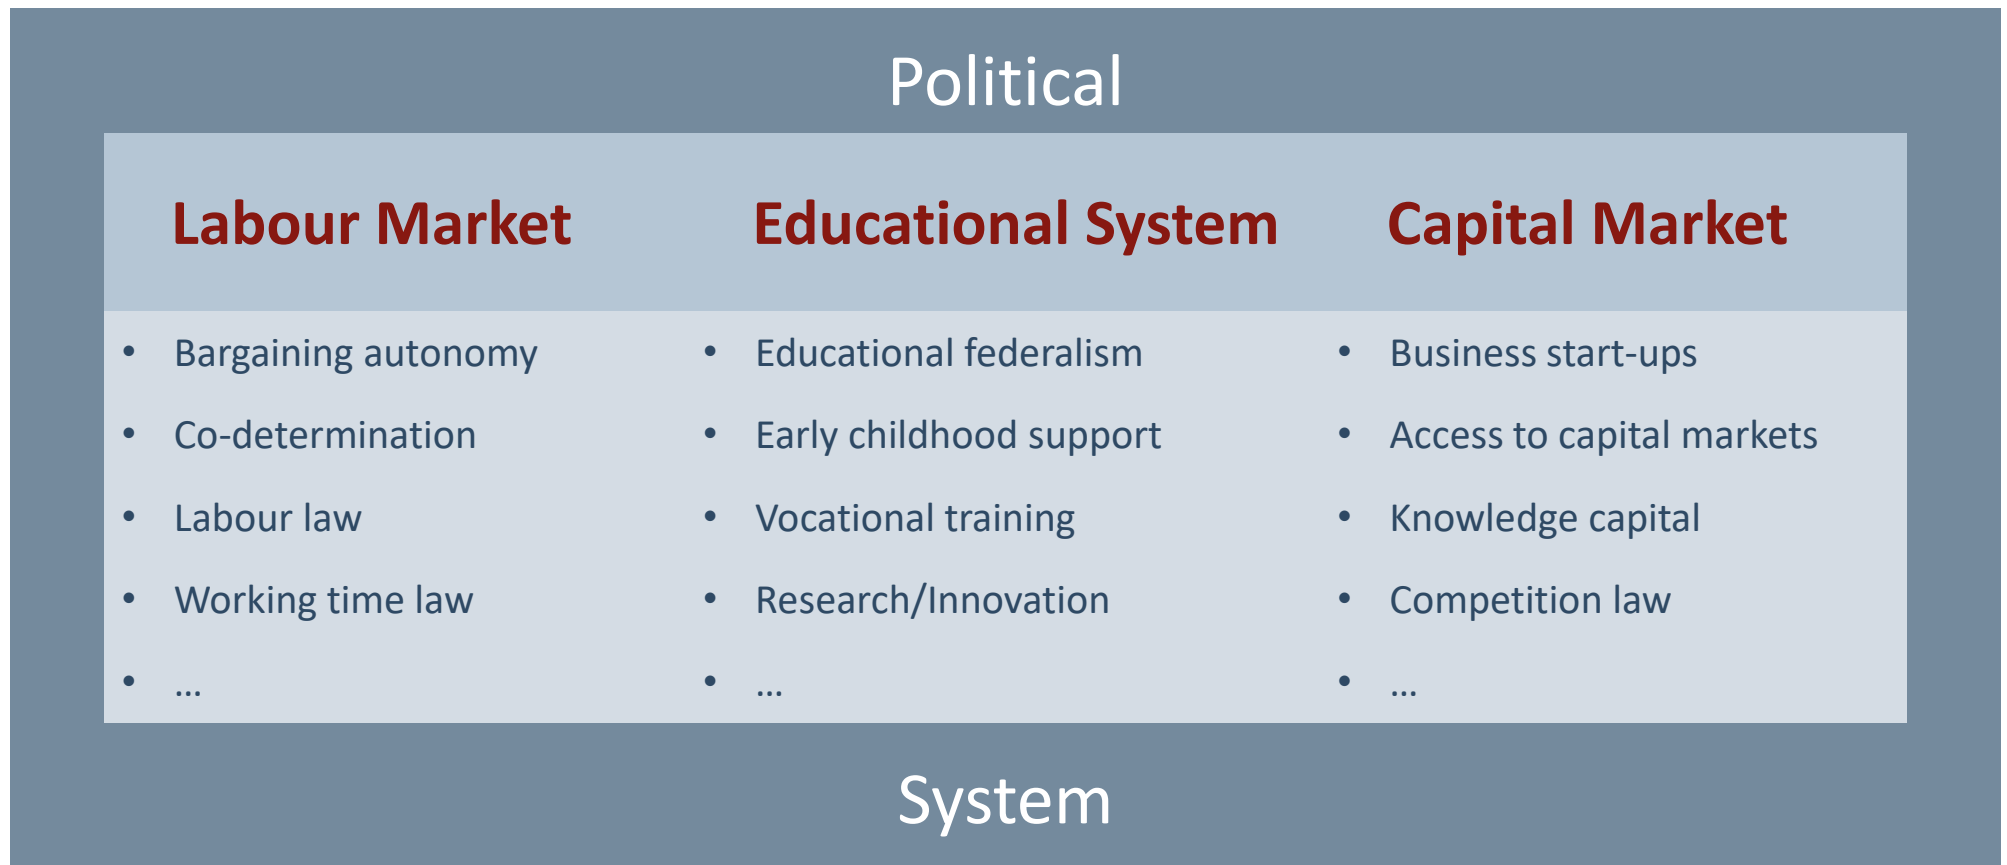 Political
Labour Market
Educational System
Capital Market
• Bargaining autonomy
• Co-determination
• Labour law
• Working time law
• ...
• Educational federalism
• Early childhood support
• Vocational training
• Research/Innovation
• ...
• Business start-ups
• Access to capital markets
• Knowledge capital
• Competition law
• ...
System